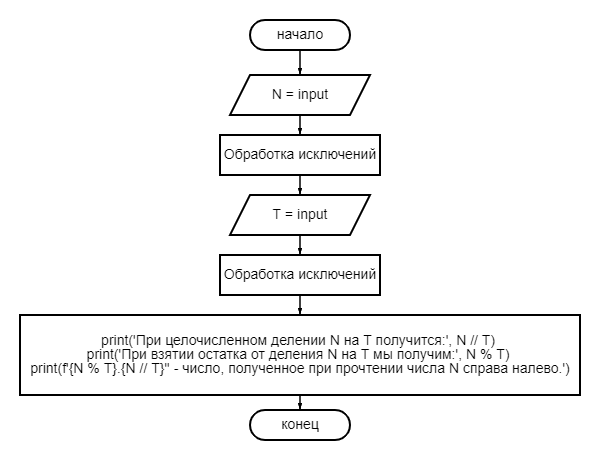 начало
N = input
Обработка исключений
T = input
Обработка исключений
print('При целочисленном делении N на T получится:', N // T)
print('При взятии остатка от деления N на T мы получим:', N % T)
print(f'{N % T}.{N // T}" - число, полученное при прочтении числа N справа налево.')
конец